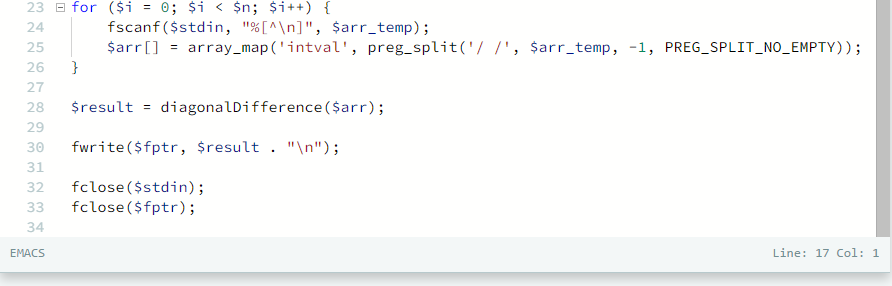 23 for ($i = 0; $i < $n; $i++) {
24     fscanf($stdin, "%[^\n]", $arr_temp);
25     $arr[] = array_map('intval', preg_split('/ /', $arr_temp, -1, PREG_SPLIT_NO_EMPTY));
26 }
27
28 $result = diagonalDifference($arr);
29
30 fwrite($fptr, $result . "\n");
31
32 fclose($stdin);
33 fclose($fptr);
34
EMACS Line: 17 Col: 1